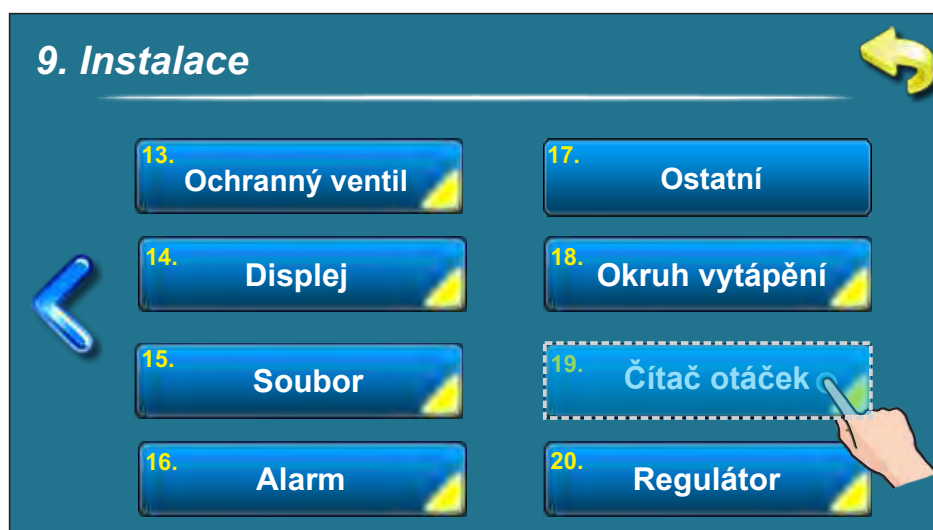 9. Instalace
13.
Ochranný ventil
14.
Displej
15.
Soubor
16.
Alarm
17.
Ostatní
18.
Okruh vytápění
19.
Čítač otáček
20.
Regulátor